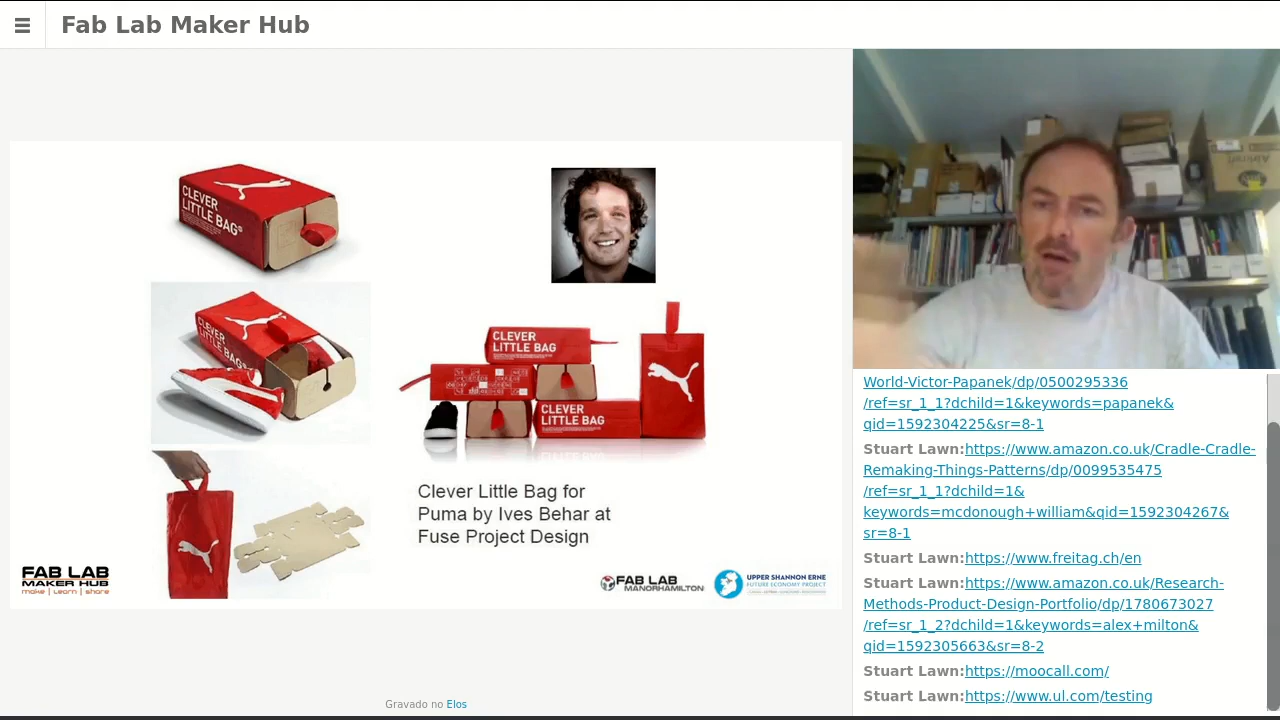 Fab Lab Maker Hub
CLEVER
LITTLE BAG
CLEVER
LITTLE BAG
CLEVER
LITTLE BAG
CLEVER
LITTLE BAG
Clever Little Bag for
Puma by Ives Behar at
Fuse Project Design
FAB LAB
MAKER HUB
make | learn | share
FAB LAB
MANORHAMILTON
UPPER SHANNON ERNE
FUTURE ECONOMY PROJECT
Gravado no Elos
World-Victor-Papanek/dp/0500295336
/ref=sr_1_1?dchild=1&keywords=papanek&
qid=1592304225&sr=8-1
Stuart Lawn:https://www.amazon.co.uk/Cradle-Cradle-
Remaking-Things-Patterns/dp/0099535475
/ref=sr_1_1?dchild=1&
keywords=mcdonough+william&qid=1592304267&
sr=8-1
Stuart Lawn:https://www.freitag.ch/en
Stuart Lawn:https://www.amazon.co.uk/Research-
Methods-Product-Design-Portfolio/dp/1780673027
/ref=sr_1_2?dchild=1&keywords=alex+milton&
qid=1592305663&sr=8-2
Stuart Lawn:https://moocall.com/
Stuart Lawn:https://www.ul.com/testing